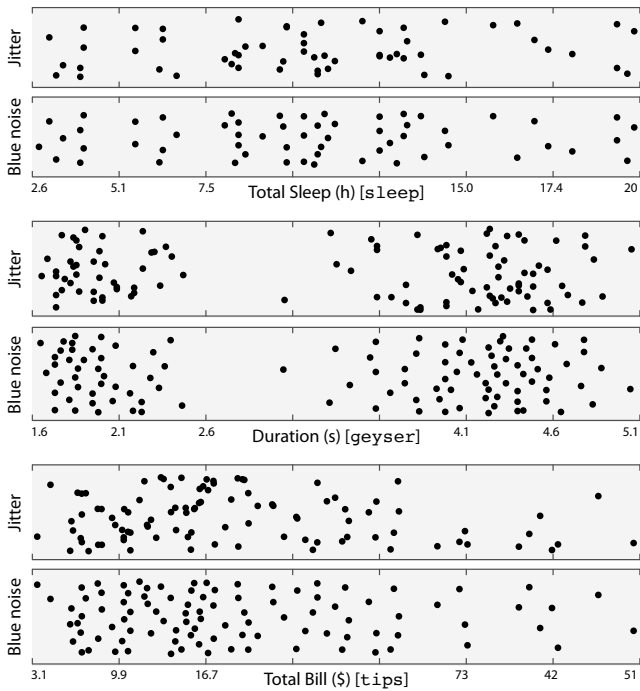 Jitter
Blue noise
2.6 5.1 7.5 Total Sleep (h) [sleep] 15.0 17.4 20
Jitter
Blue noise
1.6 2.1 2.6 Duration (s) [geyser] 4.1 4.6 5.1
Jitter
Blue noise
3.1 9.9 16.7 Total Bill ($) [tips] 73 42 51